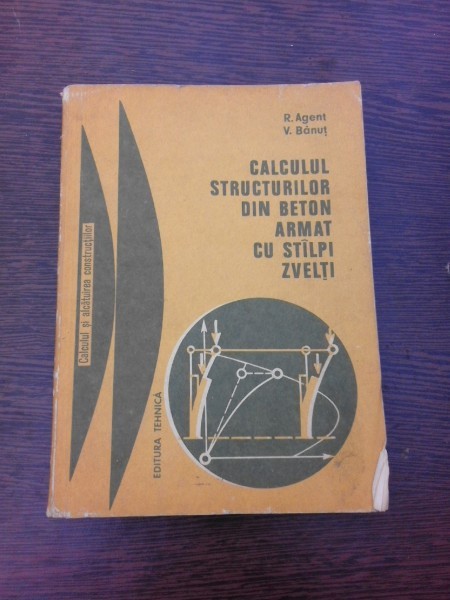 R. Agent
V. Bănuț
CALCULUL
STRUCTURILOR
DIN BETON
ARMAT
CU STÎLPI
ZVELȚI
Calculul și alcătuirea construcțiilor
EDITURA TEHNICĂ